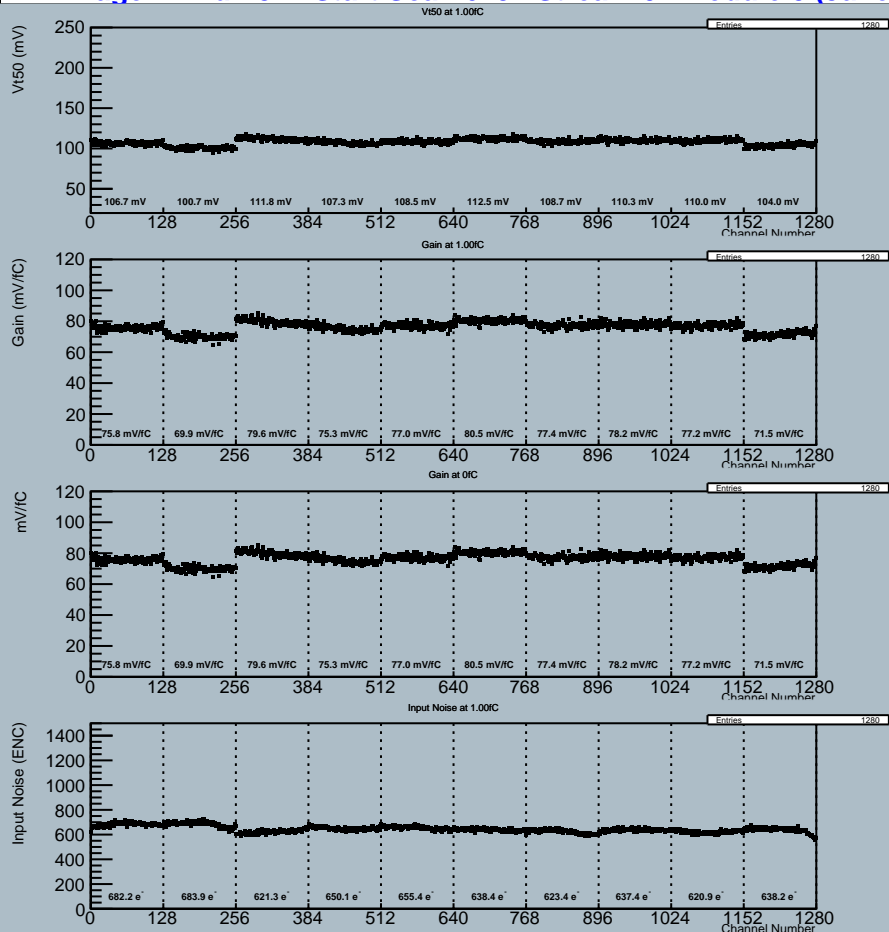 Vt50 at 1.00fC
Entries 1280
Vt50 (mV)
250
200
150
100
50
106.7 mV 100.7 mV 111.8 mV 107.3 mV 108.5 mV 112.5 mV 108.7 mV 110.3 mV 110.0 mV 104.0 mV
0 128 256 384 512 640 768 896 1024 1152 1280
Channel Number
Gain at 1.00fC
Entries 1280
Gain (mV/fC)
120
100
80
60
40
20
0
75.8 mV/fC 69.9 mV/fC 79.6 mV/fC 75.3 mV/fC 77.0 mV/fC 80.5 mV/fC 77.4 mV/fC 78.2 mV/fC 77.2 mV/fC 71.5 mV/fC
0 128 256 384 512 640 768 896 1024 1152 1280
Channel Number
Gain at 0fC
Entries 1280
mV/fC
120
100
80
60
40
20
0
75.8 mV/fC 69.9 mV/fC 79.6 mV/fC 75.3 mV/fC 77.0 mV/fC 80.5 mV/fC 77.4 mV/fC 78.2 mV/fC 77.2 mV/fC 71.5 mV/fC
0 128 256 384 512 640 768 896 1024 1152 1280
Channel Number
Input Noise at 1.00fC
Entries 1280
Input Noise (ENC)
1400
1200
1000
800
600
400
200
0
682.2 e- 683.9 e- 621.3 e- 650.1 e- 655.4 e- 638.4 e- 623.4 e- 637.4 e- 620.9 e- 638.2 e-
0 128 256 384 512 640 768 896 1024 1152 1280
Channel Number